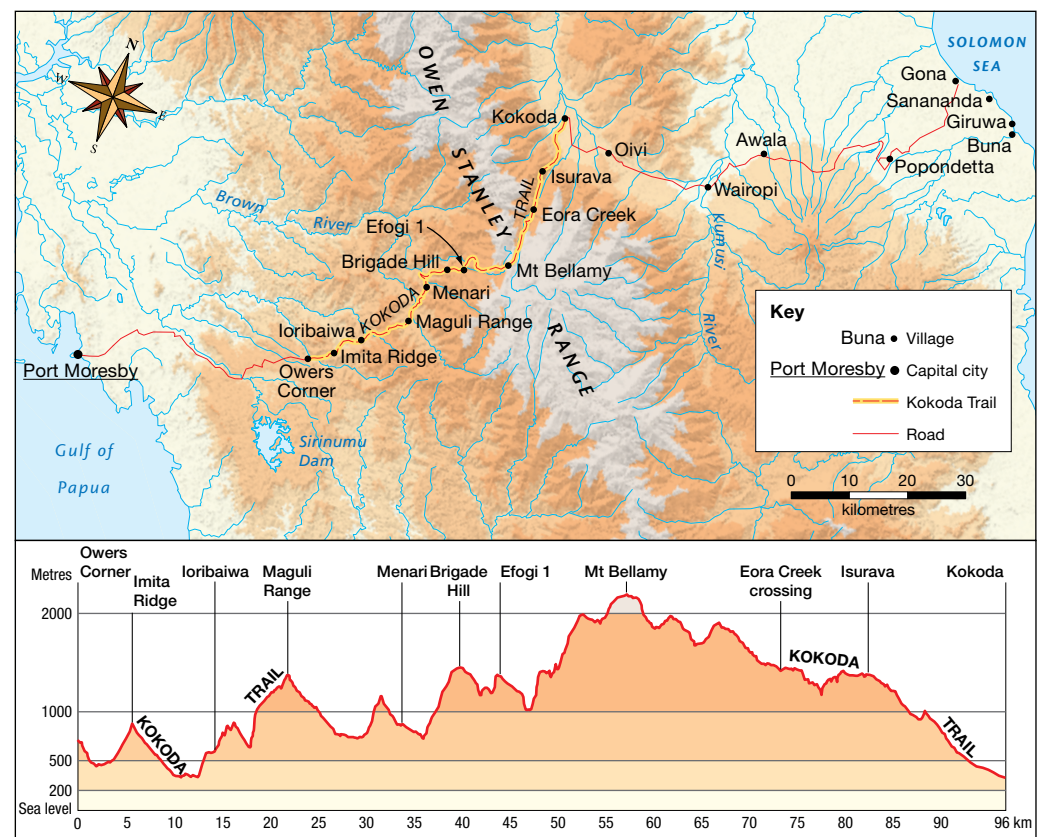 N
W
E
S
OWEN
STANLEY
RANGE
SOLOMON
SEA
Gona
Sanananda
Giruwa
Buna
Popondetta
Awala
Wairopi
Oivi
Kokoda
Isurava
Eora Creek
TRAIL
Mt Bellamy
Brown
River
Efogi 1
Brigade Hill
Menari
KOKODA
Maguli Range
Ioribaiwa
Imita Ridge
Owers
Corner
Port Moresby
Sirinumu
Dam
Gulf of
Papua
Kumusi
River
Key
Buna
Village
Port Moresby
Capital city
Kokoda Trail
Road
0 10 20 30
kilometres
Owers
Corner
Imita
Ridge
Ioribaiwa
Maguli
Range
Menari
Brigade
Hill
Efogi 1
Mt Bellamy
Eora Creek
crossing
Isurava
Kokoda
Metres
2000
1000
500
200
Sea level
KOKODA
TRAIL
KOKODA
TRAIL
0 5 10 15 20 25 30 35 40 45 50 55 60 65 70 75 80 85 90 96 km